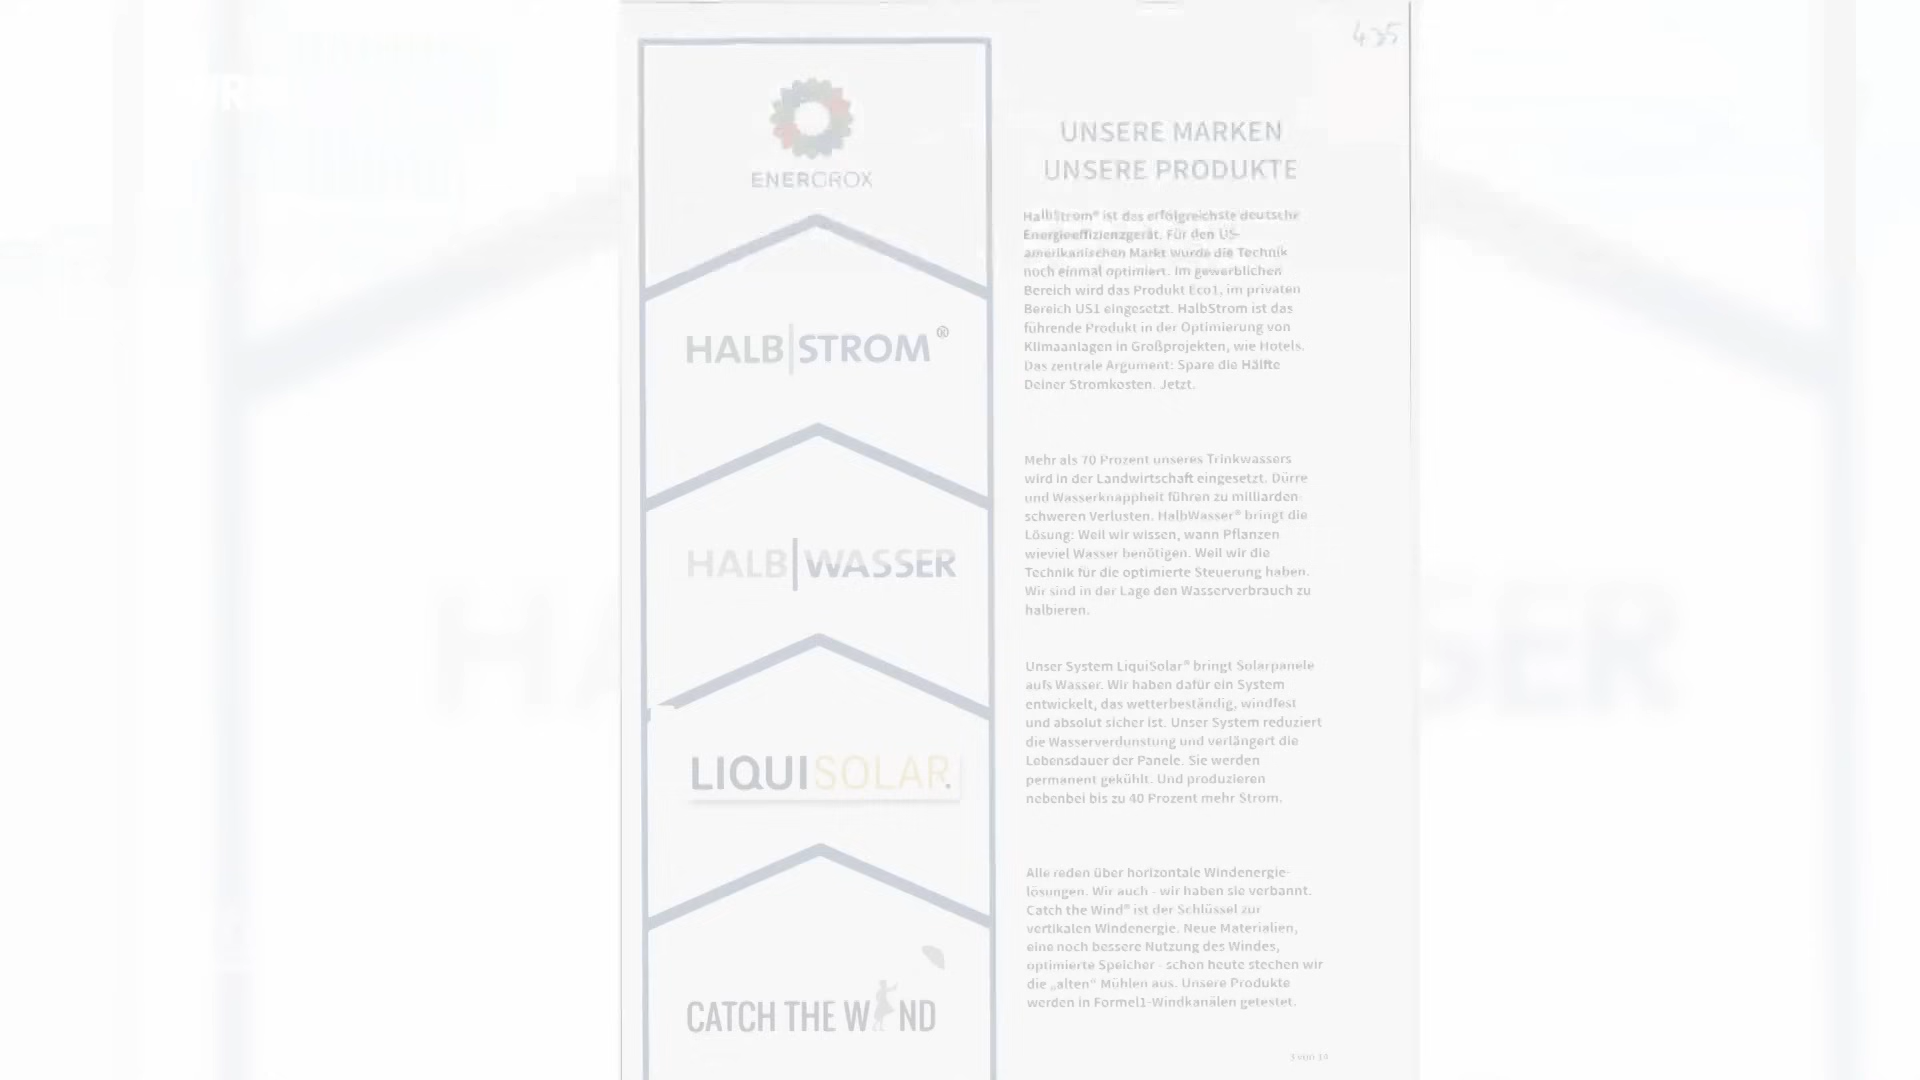 435
ENERGROX
HALB|STROM®
HALB|WASSER
LIQUISOLAR.
CATCH THE WIND
UNSERE MARKEN
UNSERE PRODUKTE
HalbStrom® ist das erfolgreichste deutsche
Energieeffizienzgerät. Für den US-
amerikanischen Markt wurde die Technik
noch einmal optimiert. Im gewerblichen
Bereich wird das Produkt Eco1, im privaten
Bereich US1 eingesetzt. HalbStrom ist das
führende Produkt in der Optimierung von
Klimaanlagen in Großprojekten, wie Hotels.
Das zentrale Argument: Spare die Hälfte
Deiner Stromkosten. Jetzt.
Mehr als 70 Prozent unseres Trinkwassers
wird in der Landwirtschaft eingesetzt. Dürre
und Wasserknappheit führen zu milliarden-
schweren Verlusten. HalbWasser® bringt die
Lösung: Weil wir wissen, wann Pflanzen
wieviel Wasser benötigen. Weil wir die
Technik für die optimierte Steuerung haben.
Wir sind in der Lage den Wasserverbrauch zu
halbieren.
Unser System LiquiSolar® bringt Solarpanele
aufs Wasser. Wir haben dafür ein System
entwickelt, das wetterbeständig, windfest
und absolut sicher ist. Unser System reduziert
die Wasserverdunstung und verlängert die
Lebensdauer der Panele. Sie werden
permanent gekühlt. Und produzieren
nebenbei bis zu 40 Prozent mehr Strom.
Alle reden über horizontale Windenergie-
lösungen. Wir auch - wir haben sie verbannt.
Catch the Wind® ist der Schlüssel zur
vertikalen Windenergie. Neue Materialien,
eine noch bessere Nutzung des Windes,
optimierte Speicher - schon heute stechen wir
die „alten“ Mühlen aus. Unsere Produkte
werden in Formel1-Windkanälen getestet.
3 von 14